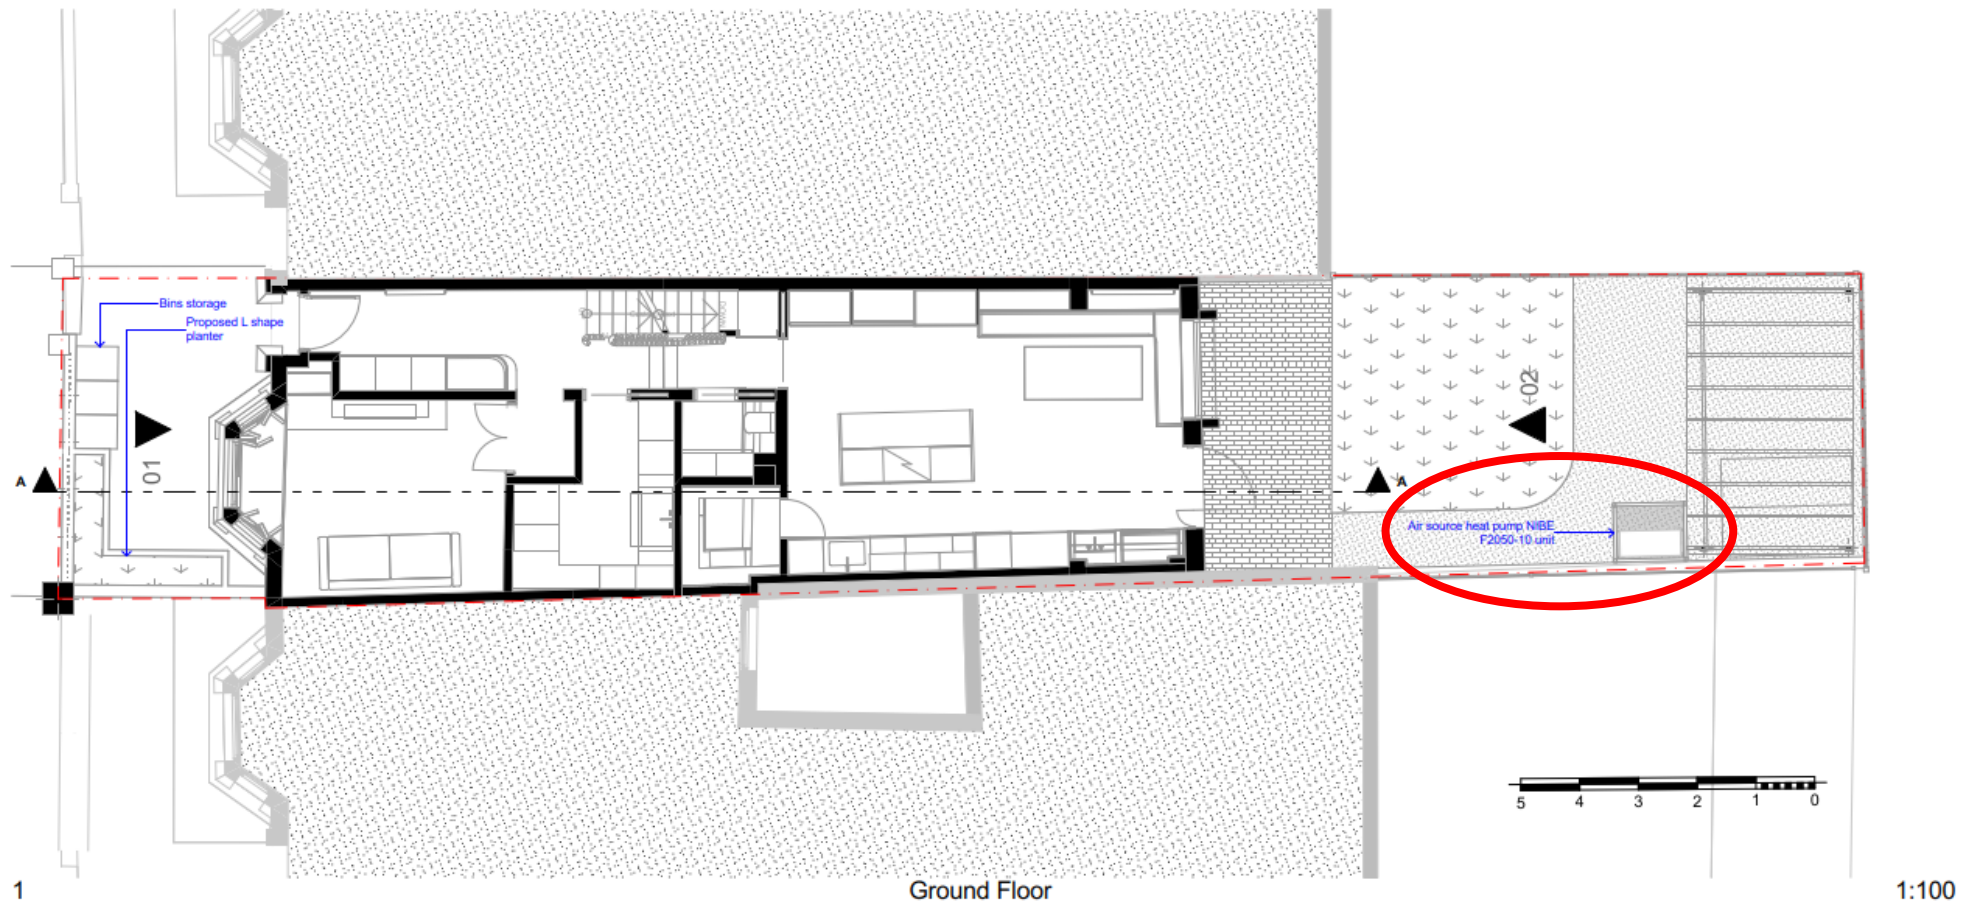 Bins storage
Proposed L shape
planter
01
A
02
A
Air source heat pump NIBE
F2050-10 unit
5 4 3 2 1 0
1
Ground Floor
1:100